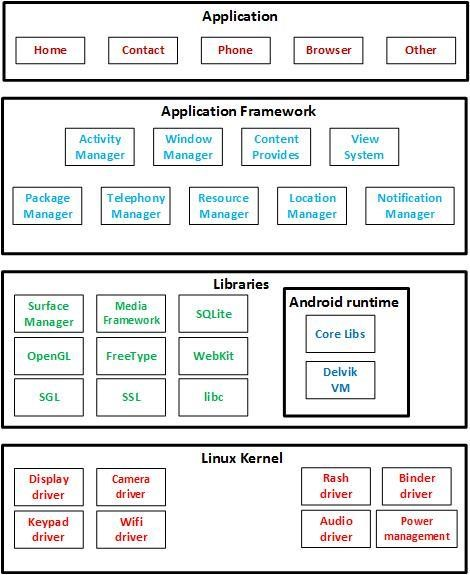 Application
Home Contact Phone Browser Other
Application Framework
Activity Manager
Window Manager
Content Provides
View System
Package Manager
Telephony Manager
Resource Manager
Location Manager
Notification Manager
Libraries
Surface Manager
Media Framework
SQLite
OpenGL
FreeType
WebKit
SGL
SSL
libc
Android runtime
Core Libs
Delvik VM
Linux Kernel
Display driver
Camera driver
Rash driver
Binder driver
Keypad driver
Wifi driver
Audio driver
Power management